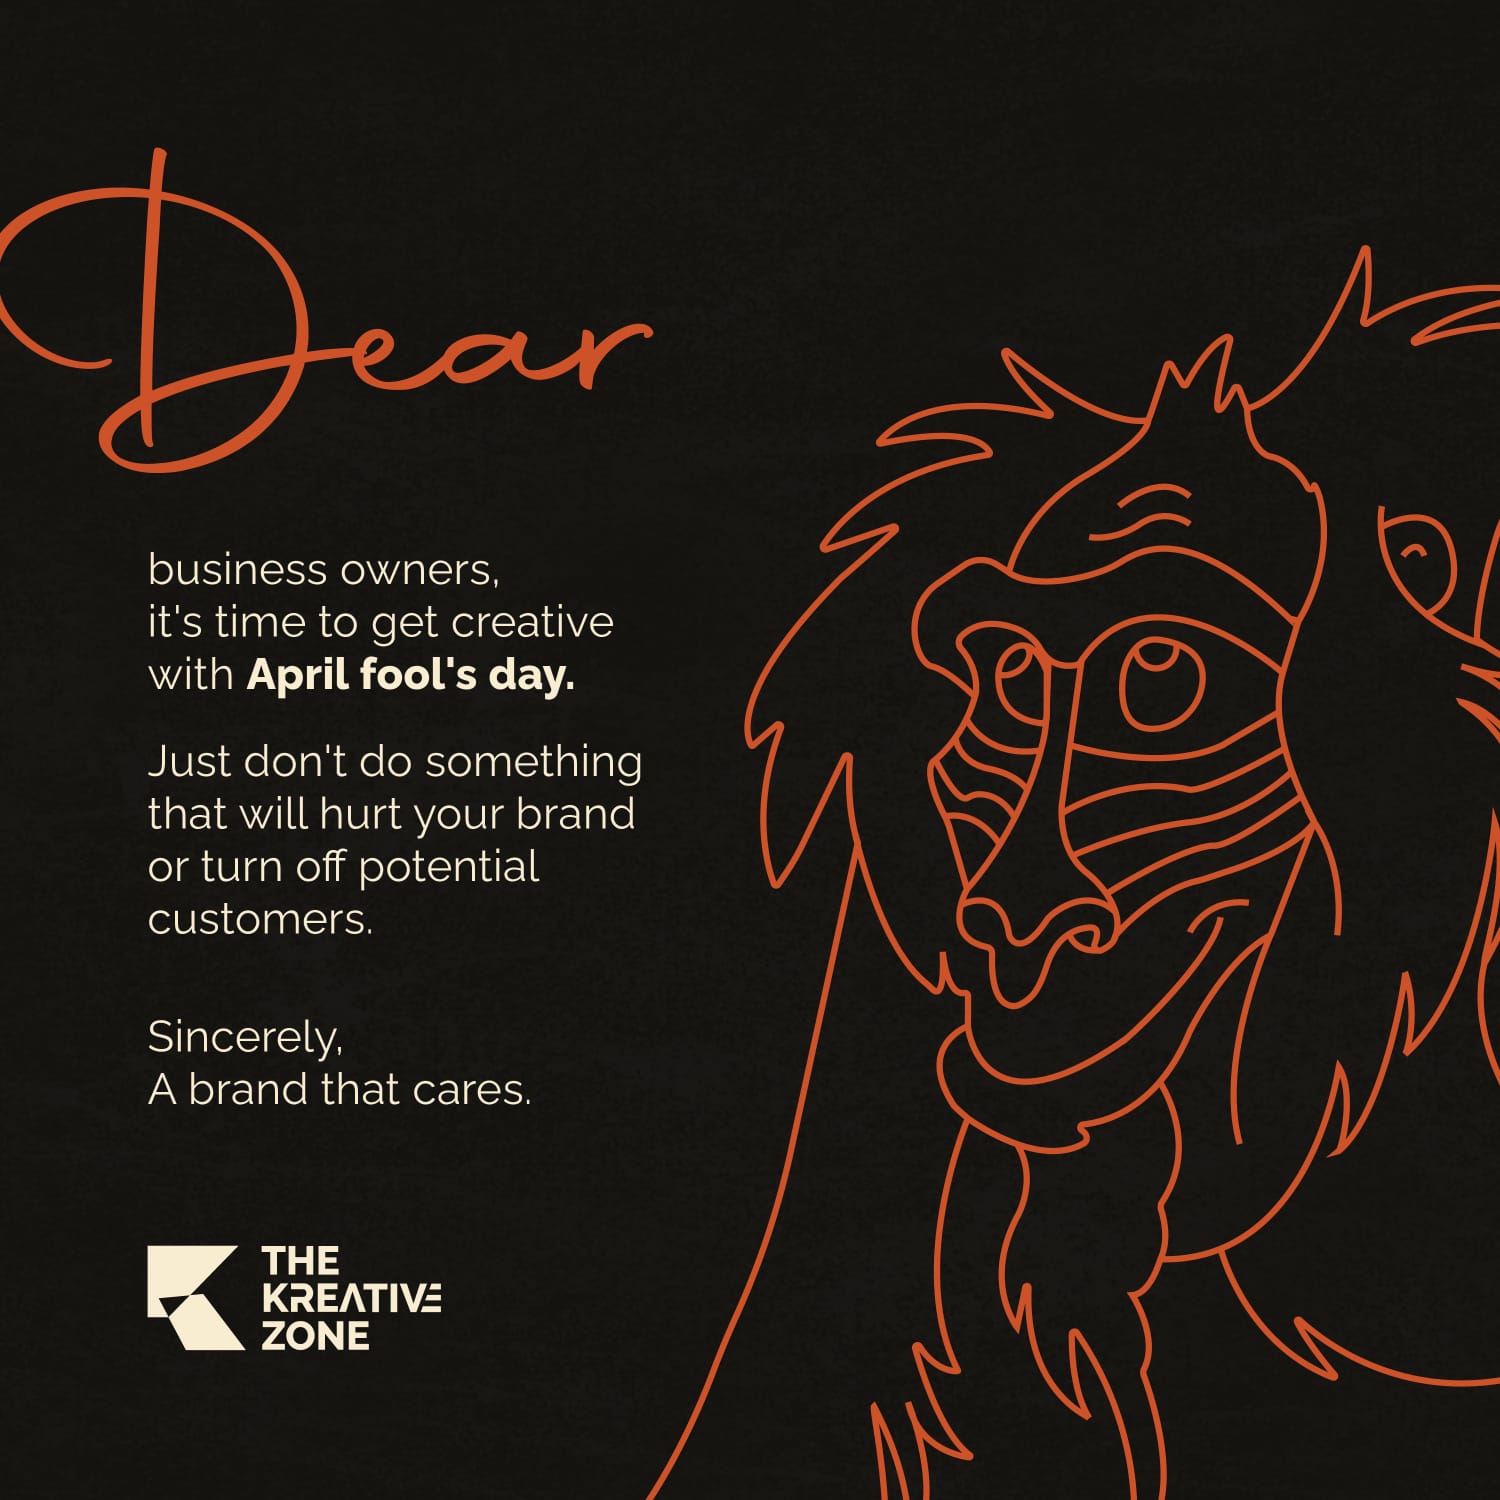 Dear
business owners,
it's time to get creative
with April fool's day.
Just don't do something
that will hurt your brand
or turn off potential
customers.
Sincerely,
A brand that cares.
THE
KREATIVE
ZONE